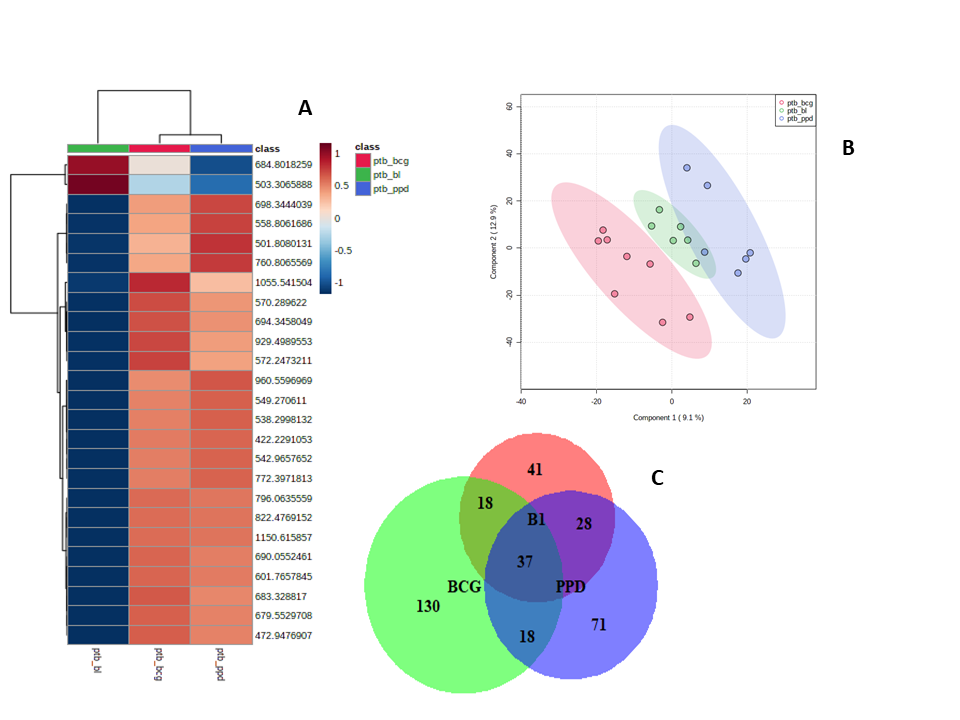 A
class
684.8018259
503.3065888
698.3444039
558.8061686
501.8080131
760.8065569
1055.541504
570.289622
694.3458049
929.4989553
572.2473211
960.5596969
549.270611
538.2998132
422.2291053
542.9657652
772.3971813
796.0635559
822.4769152
1150.615857
690.0552461
601.7657845
683.328817
679.5529708
472.9476907
ptb_bl
ptb_bcg
ptb_ppd
1
0.5
0
-0.5
-1
class
ptb_bcg
ptb_bl
ptb_ppd
B
ptb_bcg
ptb_bl
ptb_ppd
Component 2 ( 12.9 %)
60
40
20
0
-20
-40
-40
-20
0
20
Component 1 ( 9.1 %)
C
41
18
B1
28
37
BCG
PPD
130
71
18